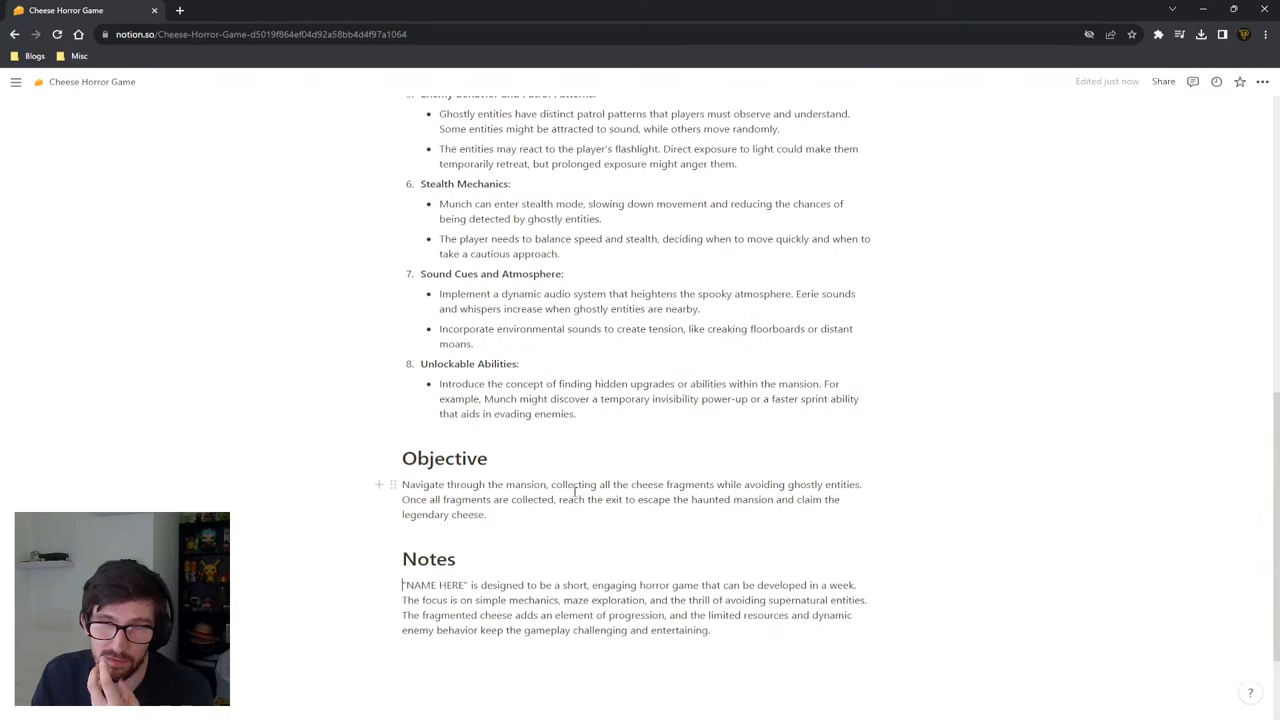 Cheese Horror Game
notion.so/Cheese-Horror-Game-d5019f864ef04d92a58bb4d4f97a1064
Blogs
Misc
Cheese Horror Game
Edited just now
Share
Enemy Behavior and Patrol Patterns:
• Ghostly entities have distinct patrol patterns that players must observe and understand.
Some entities might be attracted to sound, while others move randomly.
• The entities may react to the player's flashlight. Direct exposure to light could make them
temporarily retreat, but prolonged exposure might anger them.
6. Stealth Mechanics:
• Munch can enter stealth mode, slowing down movement and reducing the chances of
being detected by ghostly entities.
• The player needs to balance speed and stealth, deciding when to move quickly and when to
take a cautious approach.
7. Sound Cues and Atmosphere:
• Implement a dynamic audio system that heightens the spooky atmosphere. Eerie sounds
and whispers increase when ghostly entities are nearby.
• Incorporate environmental sounds to create tension, like creaking floorboards or distant
moans.
8. Unlockable Abilities:
• Introduce the concept of finding hidden upgrades or abilities within the mansion. For
example, Munch might discover a temporary invisibility power-up or a faster sprint ability
that aids in evading enemies.
Objective
Navigate through the mansion, collecting all the cheese fragments while avoiding ghostly entities.
Once all fragments are collected, reach the exit to escape the haunted mansion and claim the
legendary cheese.
Notes
"NAME HERE" is designed to be a short, engaging horror game that can be developed in a week.
The focus is on simple mechanics, maze exploration, and the thrill of avoiding supernatural entities.
The fragmented cheese adds an element of progression, and the limited resources and dynamic
enemy behavior keep the gameplay challenging and entertaining.
?